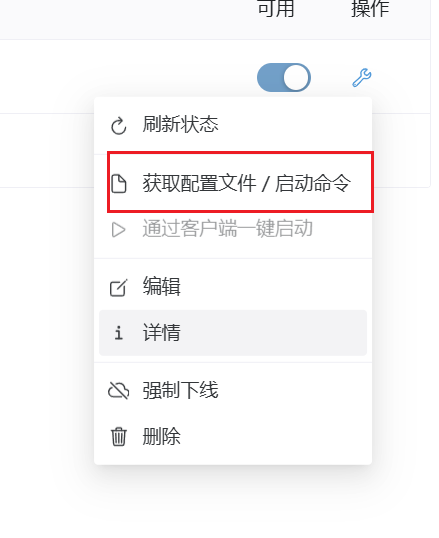 可用 操作
刷新状态
获取配置文件 / 启动命令
通过客户端一键启动
编辑
详情
强制下线
删除